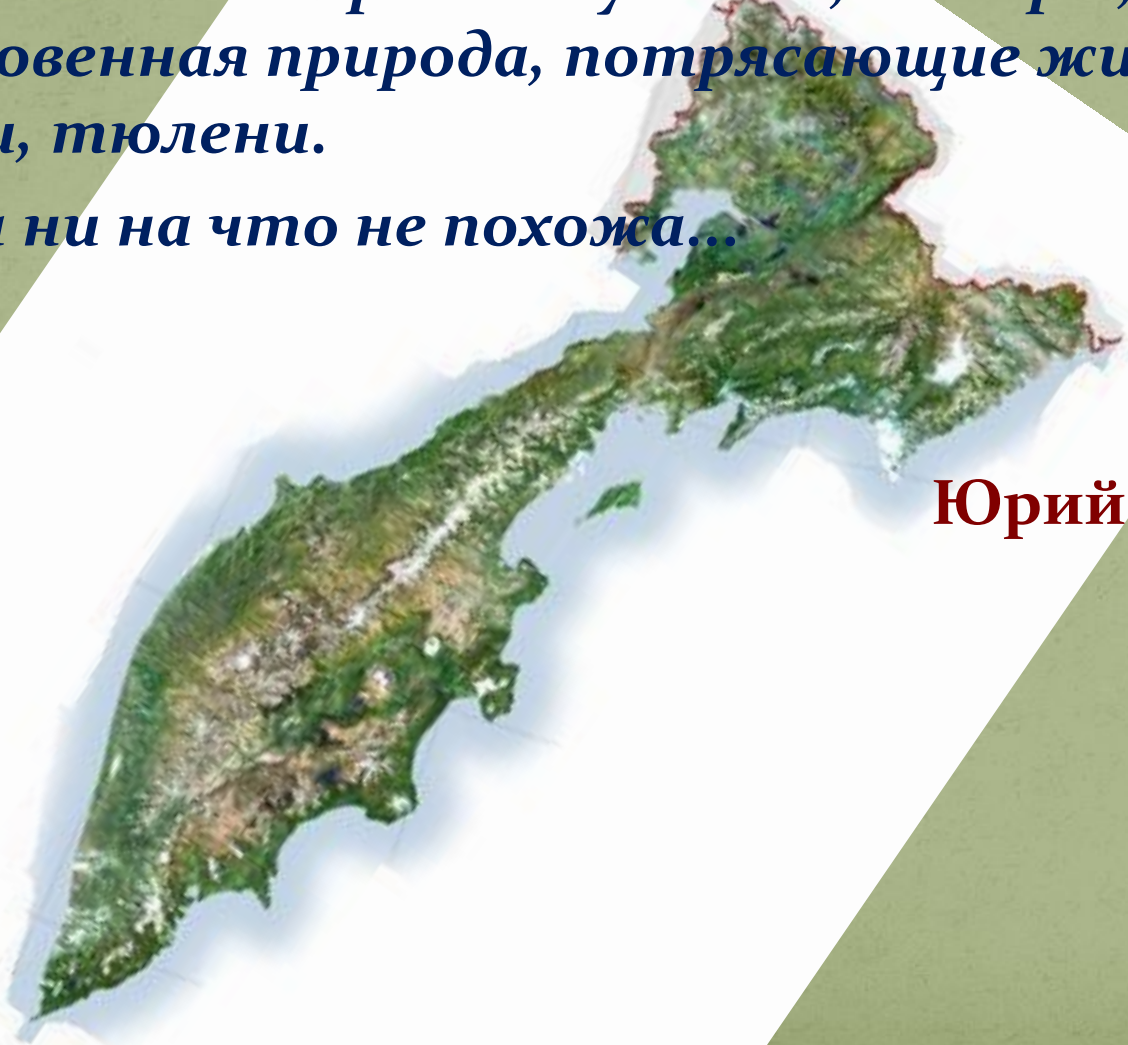 овенная природа, потрясающие жи
и, тюлени.
ни на что не похожа...
Юрий